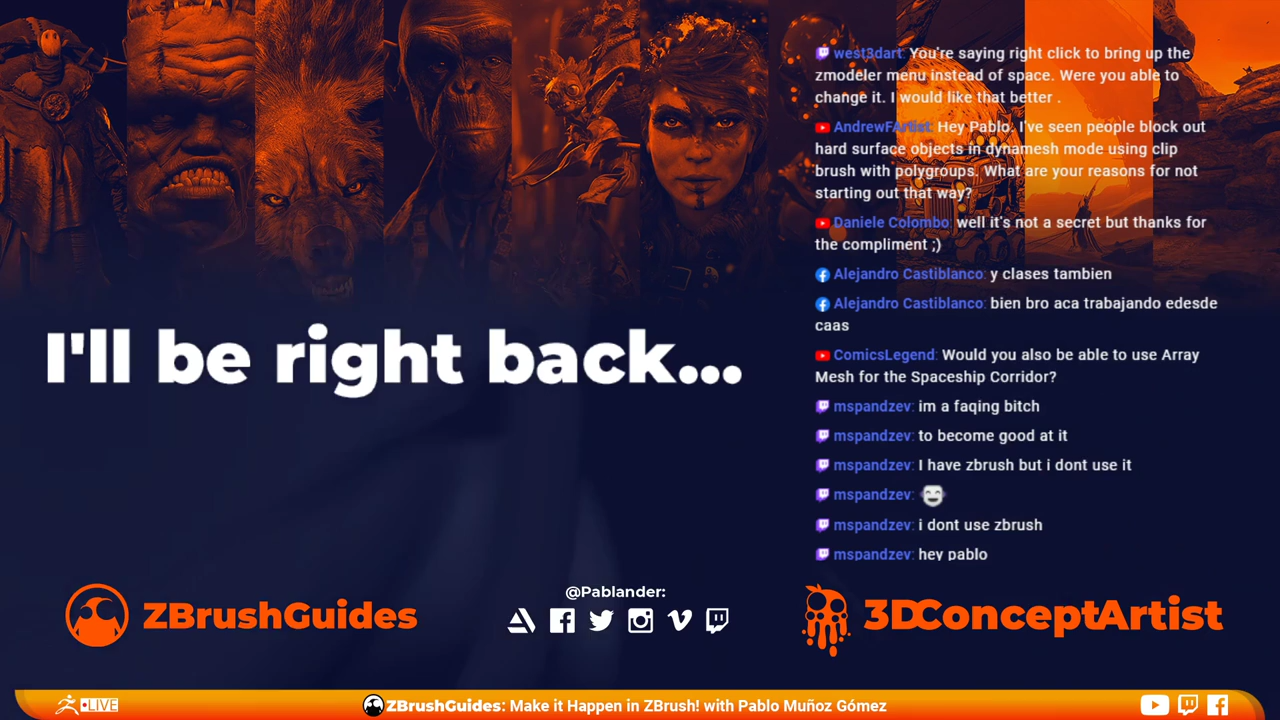 west3dart: You're saying right click to bring up the
zmodeler menu instead of space. Were you able to
change it. I would like that better .
AndrewFArtist: Hey Pablo. I've seen people block out
hard surface objects in dynamesh mode using clip
brush with polygroups. What are your reasons for not
starting out that way?
Daniele Colombo: well it's not a secret but thanks for
the compliment ;)
Alejandro Castiblanco: y clases tambien
Alejandro Castiblanco: bien bro aca trabajando edesde
caas
ComicsLegend: Would you also be able to use Array
Mesh for the Spaceship Corridor?
mspandzev: im a faqing bitch
mspandzev: to become good at it
mspandzev: I have zbrush but i dont use it
mspandzev:
mspandzev: i dont use zbrush
mspandzev: hey pablo
I'll be right back...
ZBrushGuides
@Pablander:
3DConceptArtist
LIVE
ZBrushGuides: Make it Happen in ZBrush! with Pablo Muñoz Gómez